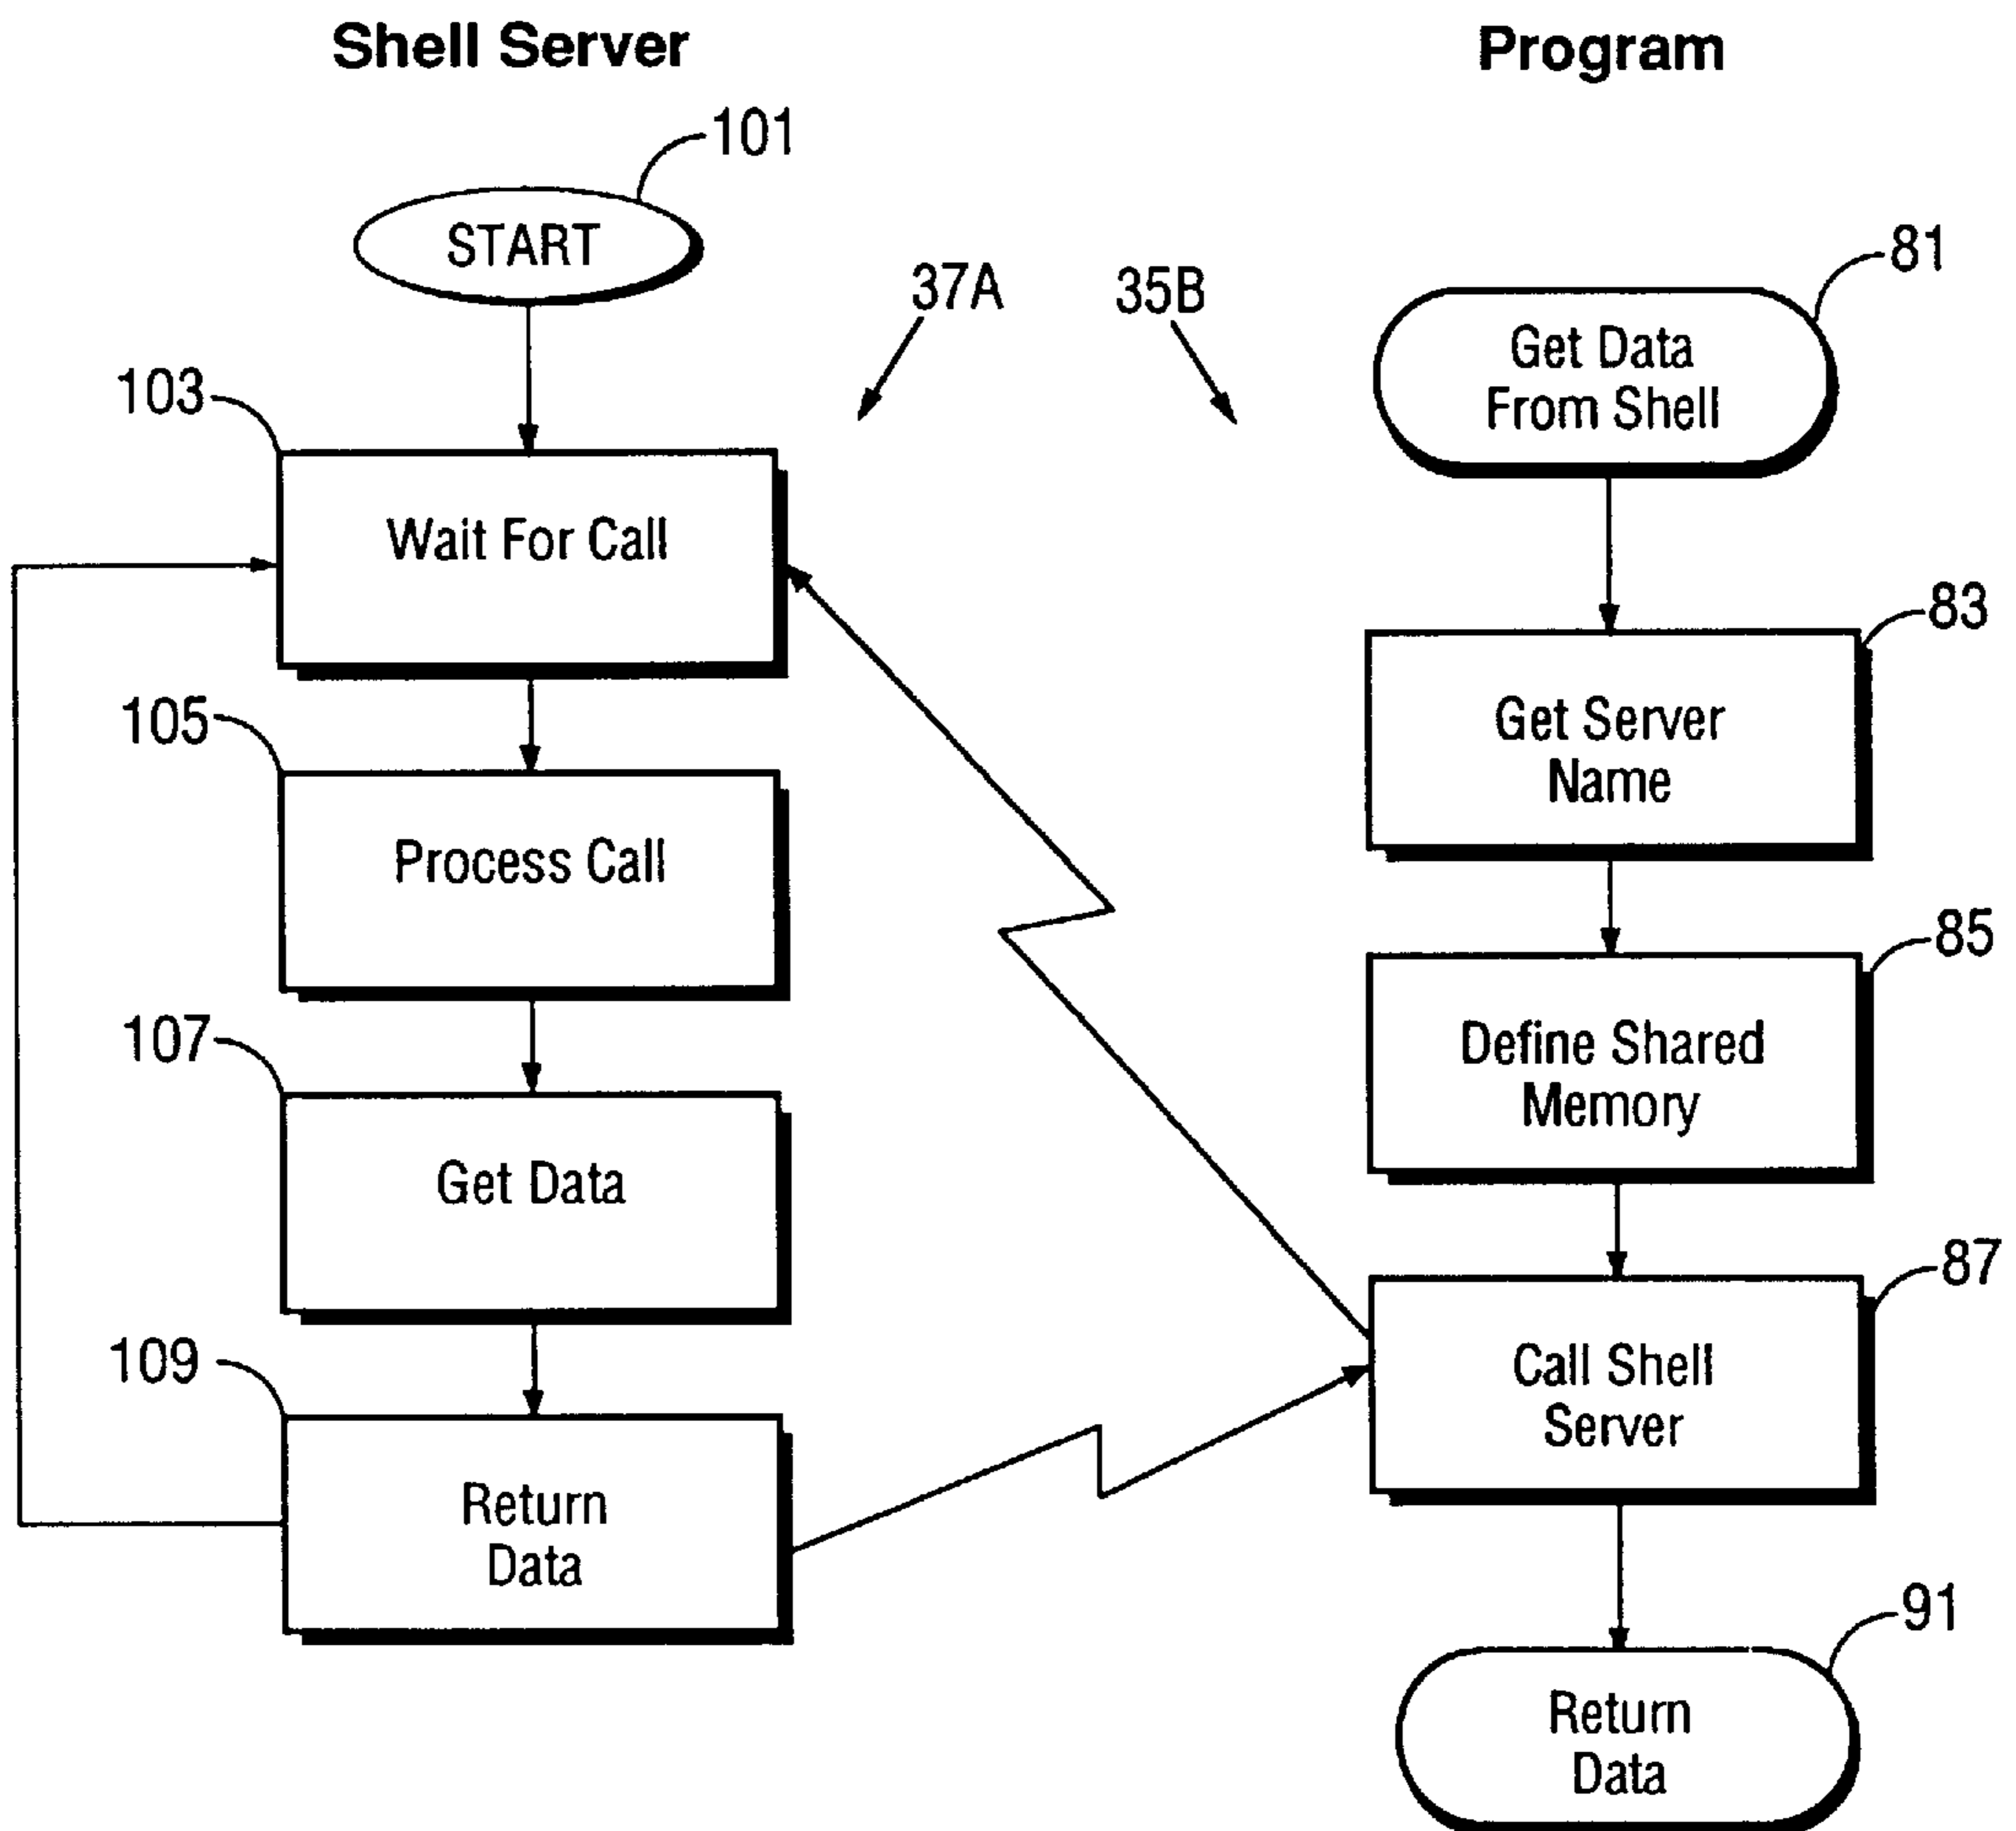 Shell Server
101
START
37A
103
Wait For Call
105
Process Call
107
Get Data
109
Return
Data
Program
35B
81
Get Data
From Shell
83
Get Server
Name
85
Define Shared
Memory
87
Call Shell
Server
91
Return
Data